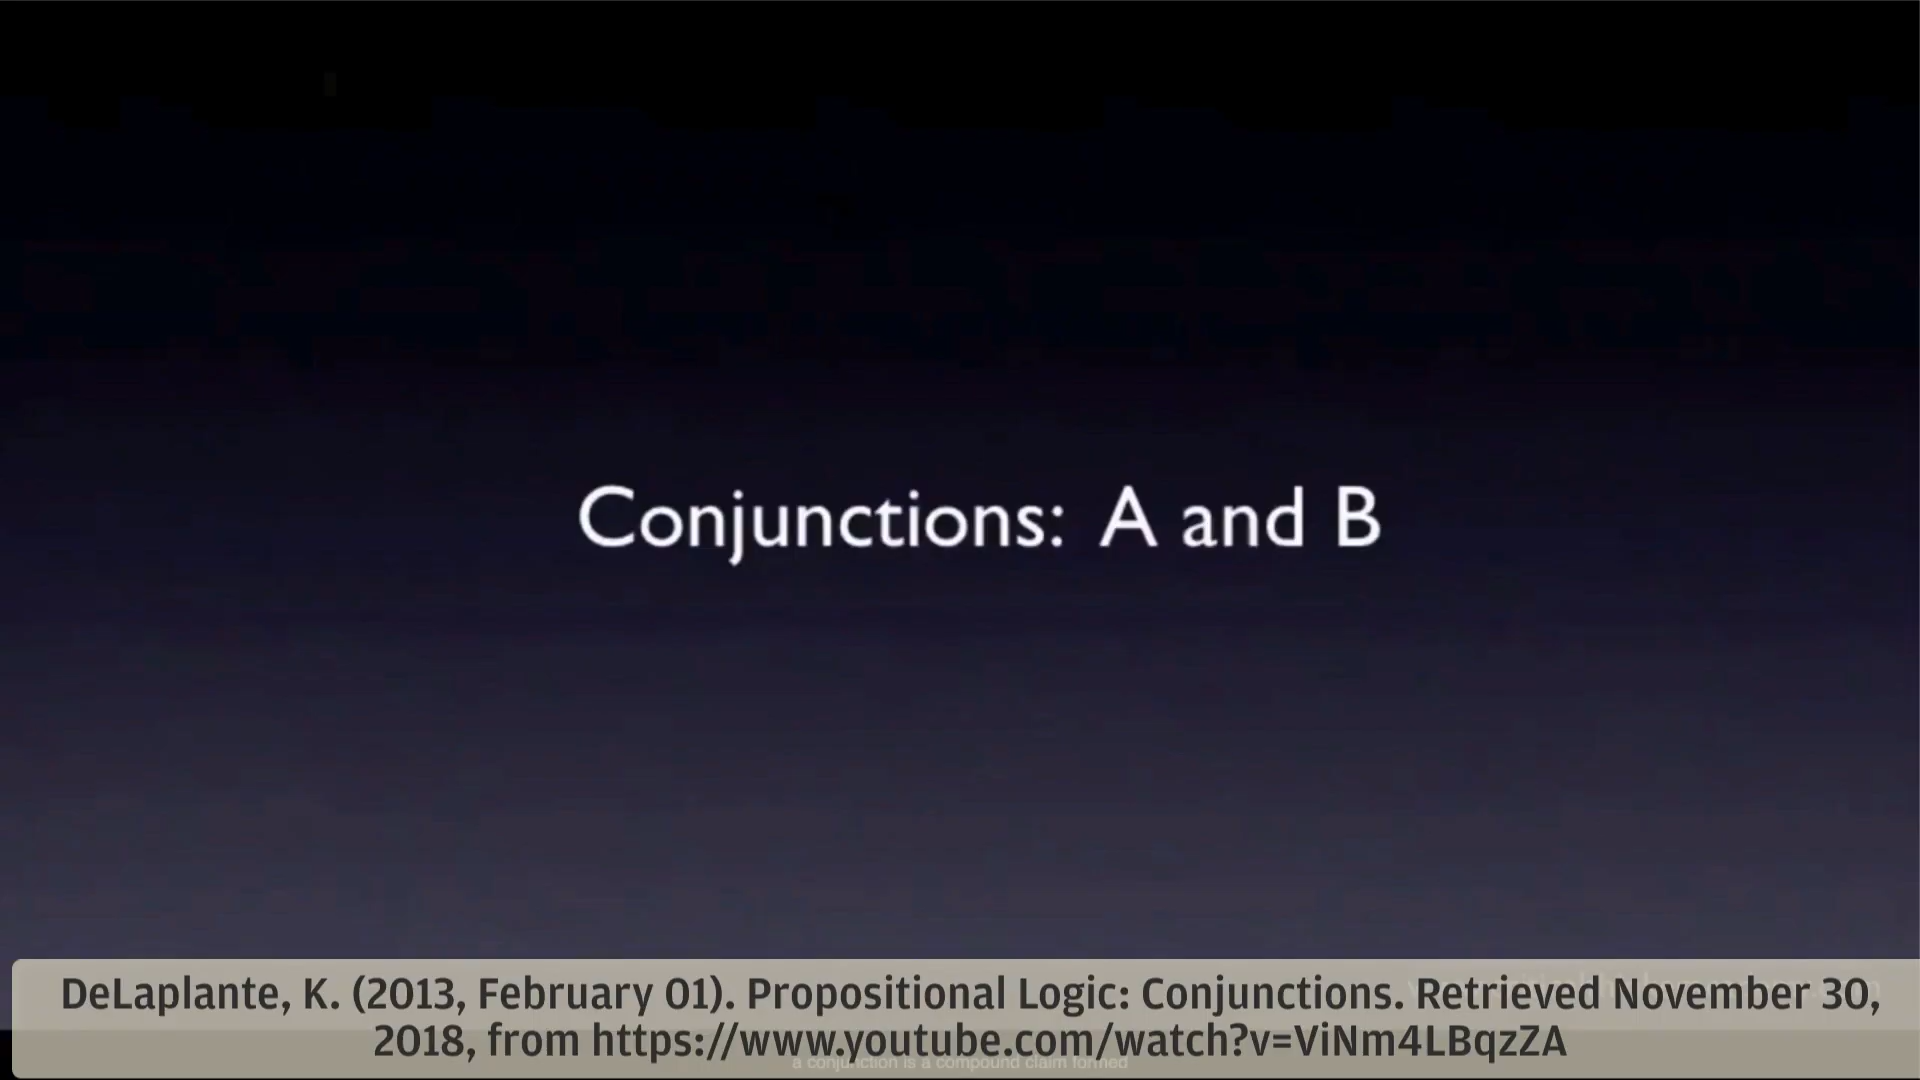 Conjunctions: A and B
DeLaplante, K. (2013, February 01). Propositional Logic: Conjunctions. Retrieved November 30,
2018, from https://www.youtube.com/watch?v=ViNm4LBqzZA
a conjunction is a compound claim formed